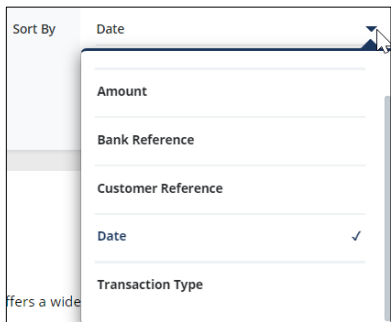 Sort By
Date
Amount
Bank Reference
Customer Reference
Date
Transaction Type
ffers a wide